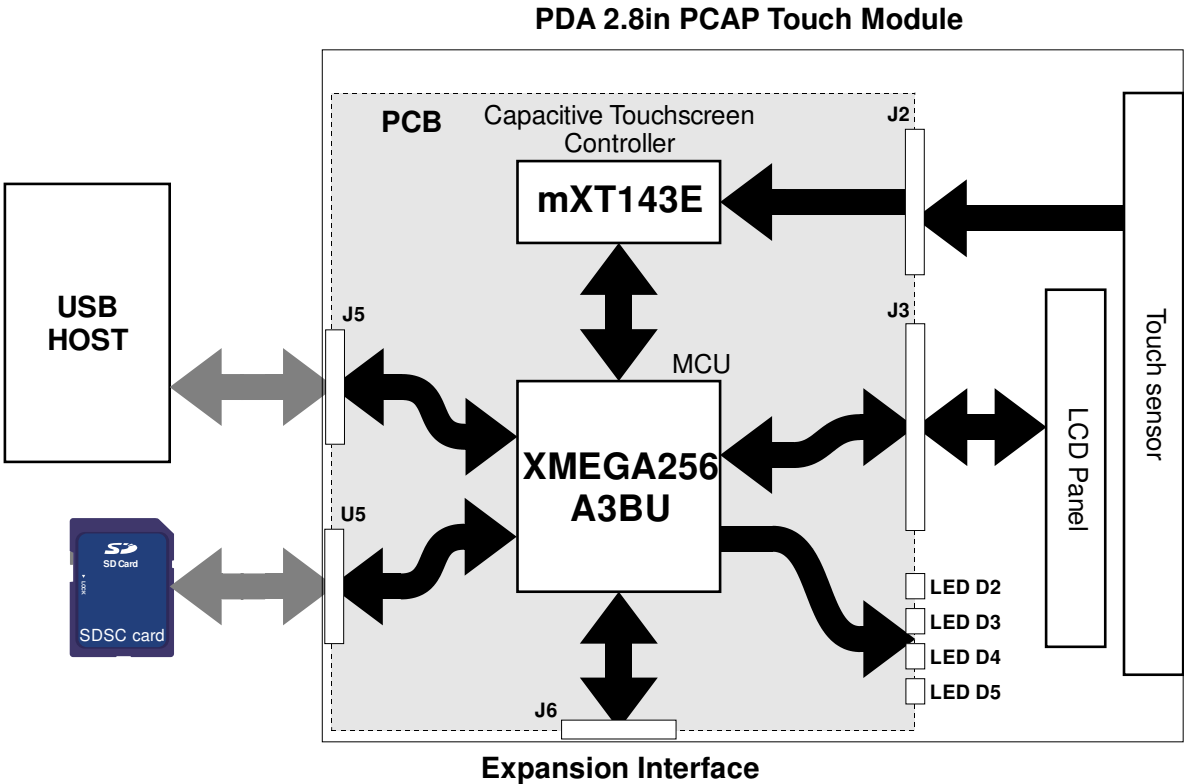 PDA 2.8in PCAP Touch Module
PCB
Capacitive Touchscreen
Controller
J2
mXT143E
USB
HOST
J5
J3
MCU
Touch sensor
LCD Panel
XMEGA256
A3BU
U5
SD
SD Card
LOCK
SDSC card
LED D2
LED D3
LED D4
LED D5
J6
Expansion Interface